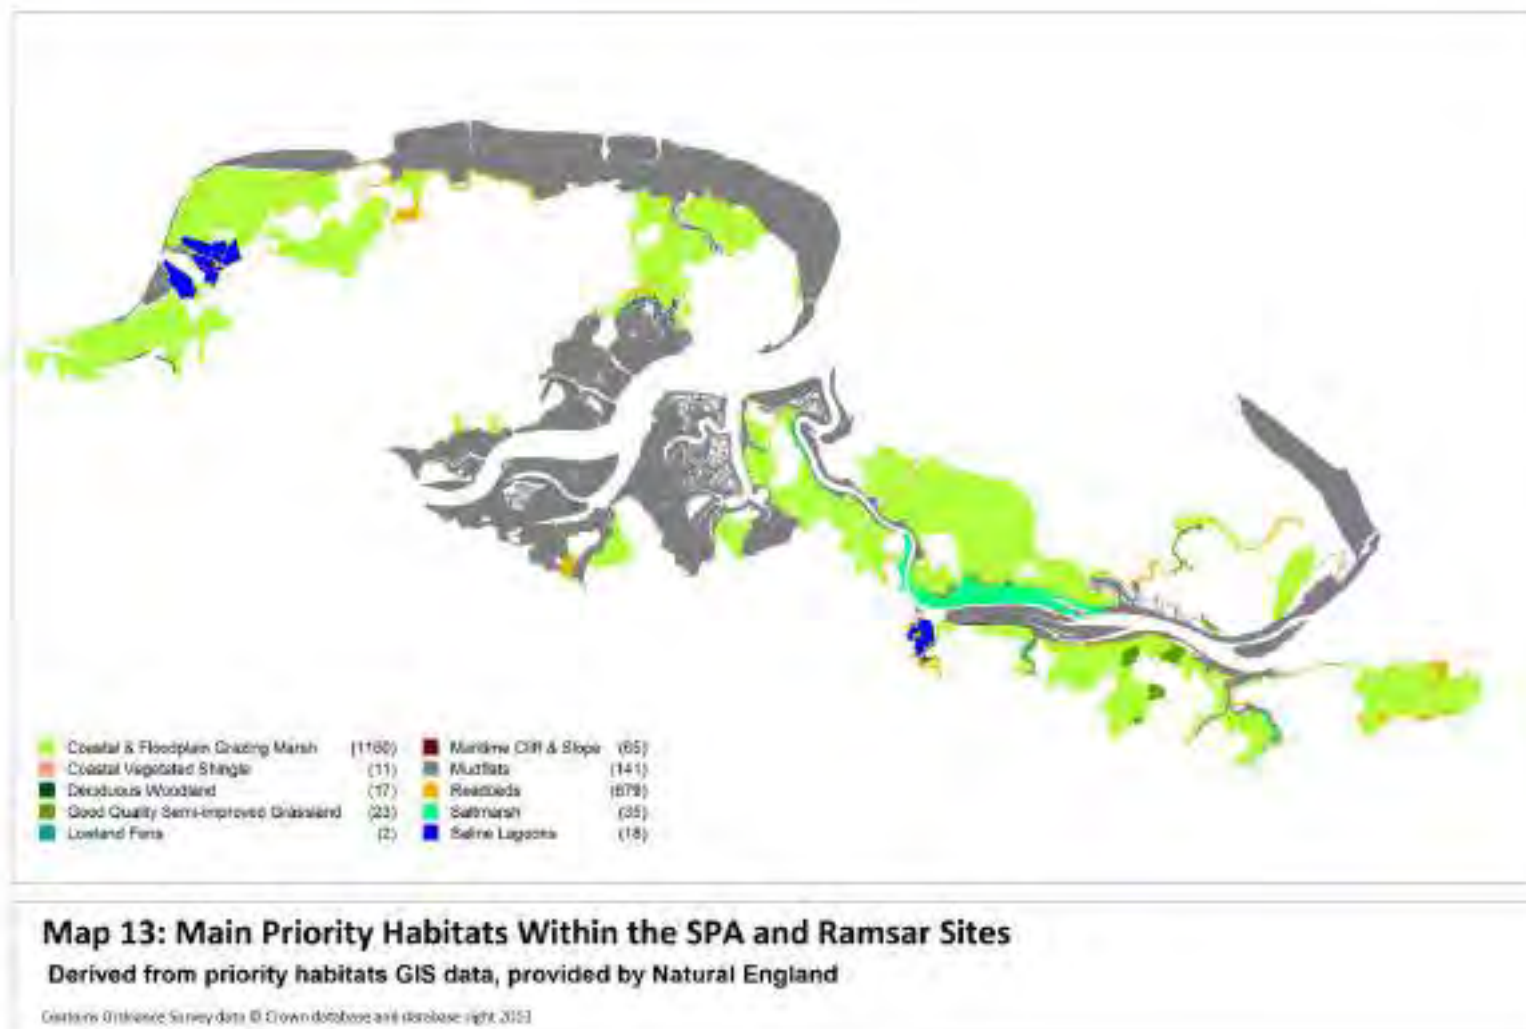 Coastal & Floodplain Grazing Marsh (1160)
Coastal Vegetated Shingle (11)
Deciduous Woodland (17)
Good Quality Semi-improved Grassland (23)
Lowland Fens (2)
Maritime Cliff & Slope (65)
Mudflats (141)
Reedbeds (679)
Saltmarsh (35)
Saline Lagoons (18)
Map 13: Main Priority Habitats Within the SPA and Ramsar Sites
Derived from priority habitats GIS data, provided by Natural England
Contains Ordnance Survey data © Crown database and database right 2013